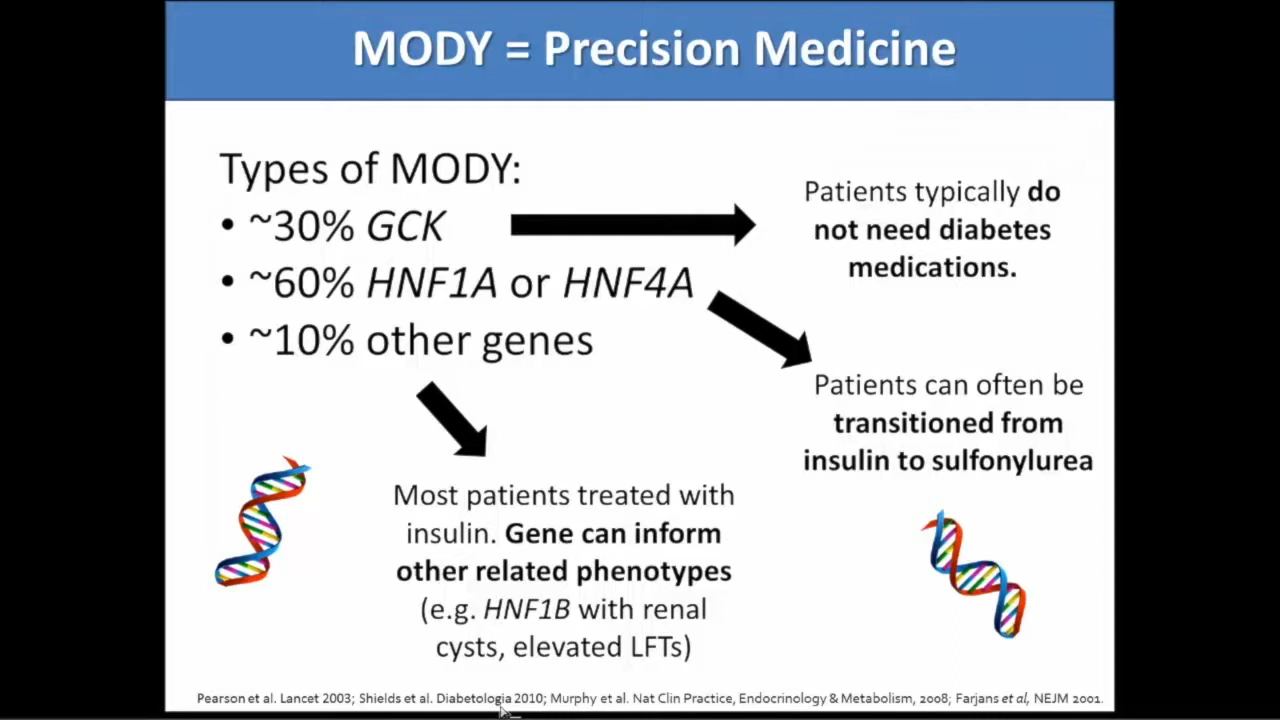 MODY = Precision Medicine
Types of MODY:
• ~30% GCK
• ~60% HNF1A or HNF4A
• ~10% other genes
Patients typically do
not need diabetes
medications.
Patients can often be
transitioned from
insulin to sulfonylurea
Most patients treated with
insulin. Gene can inform
other related phenotypes
(e.g. HNF1B with renal
cysts, elevated LFTs)
Pearson et al. Lancet 2003; Shields et al. Diabetologia 2010; Murphy et al. Nat Clin Practice, Endocrinology & Metabolism, 2008; Farjans et al, NEJM 2001.